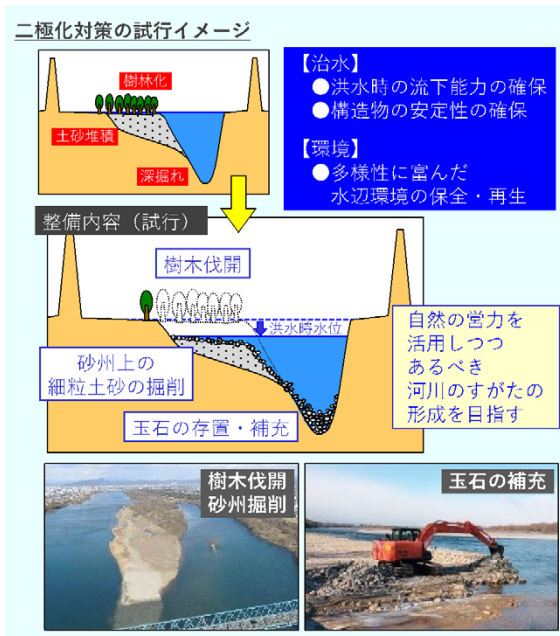 二極化対策の試行イメージ
樹林化
土砂堆積
深掘れ
【治水】
●洪水時の流下能力の確保
●構造物の安定性の確保
【環境】
●多様性に富んだ
水辺環境の保全・再生
整備内容（試行）
樹木伐開
洪水時水位
砂州上の
細粒土砂の掘削
玉石の存置・補充
自然の営力を
活用しつつ
あるべき
河川のすがたの
形成を目指す
樹木伐開
砂州掘削
玉石の補充